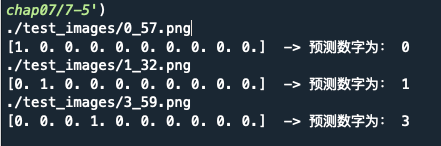 chap07/7-5')
./test_images/0_57.png
[1. 0. 0. 0. 0. 0. 0. 0. 0. 0.]  -> 预测数字为： 0
./test_images/1_32.png
[0. 1. 0. 0. 0. 0. 0. 0. 0. 0.]  -> 预测数字为： 1
./test_images/3_59.png
[0. 0. 0. 1. 0. 0. 0. 0. 0. 0.]  -> 预测数字为： 3